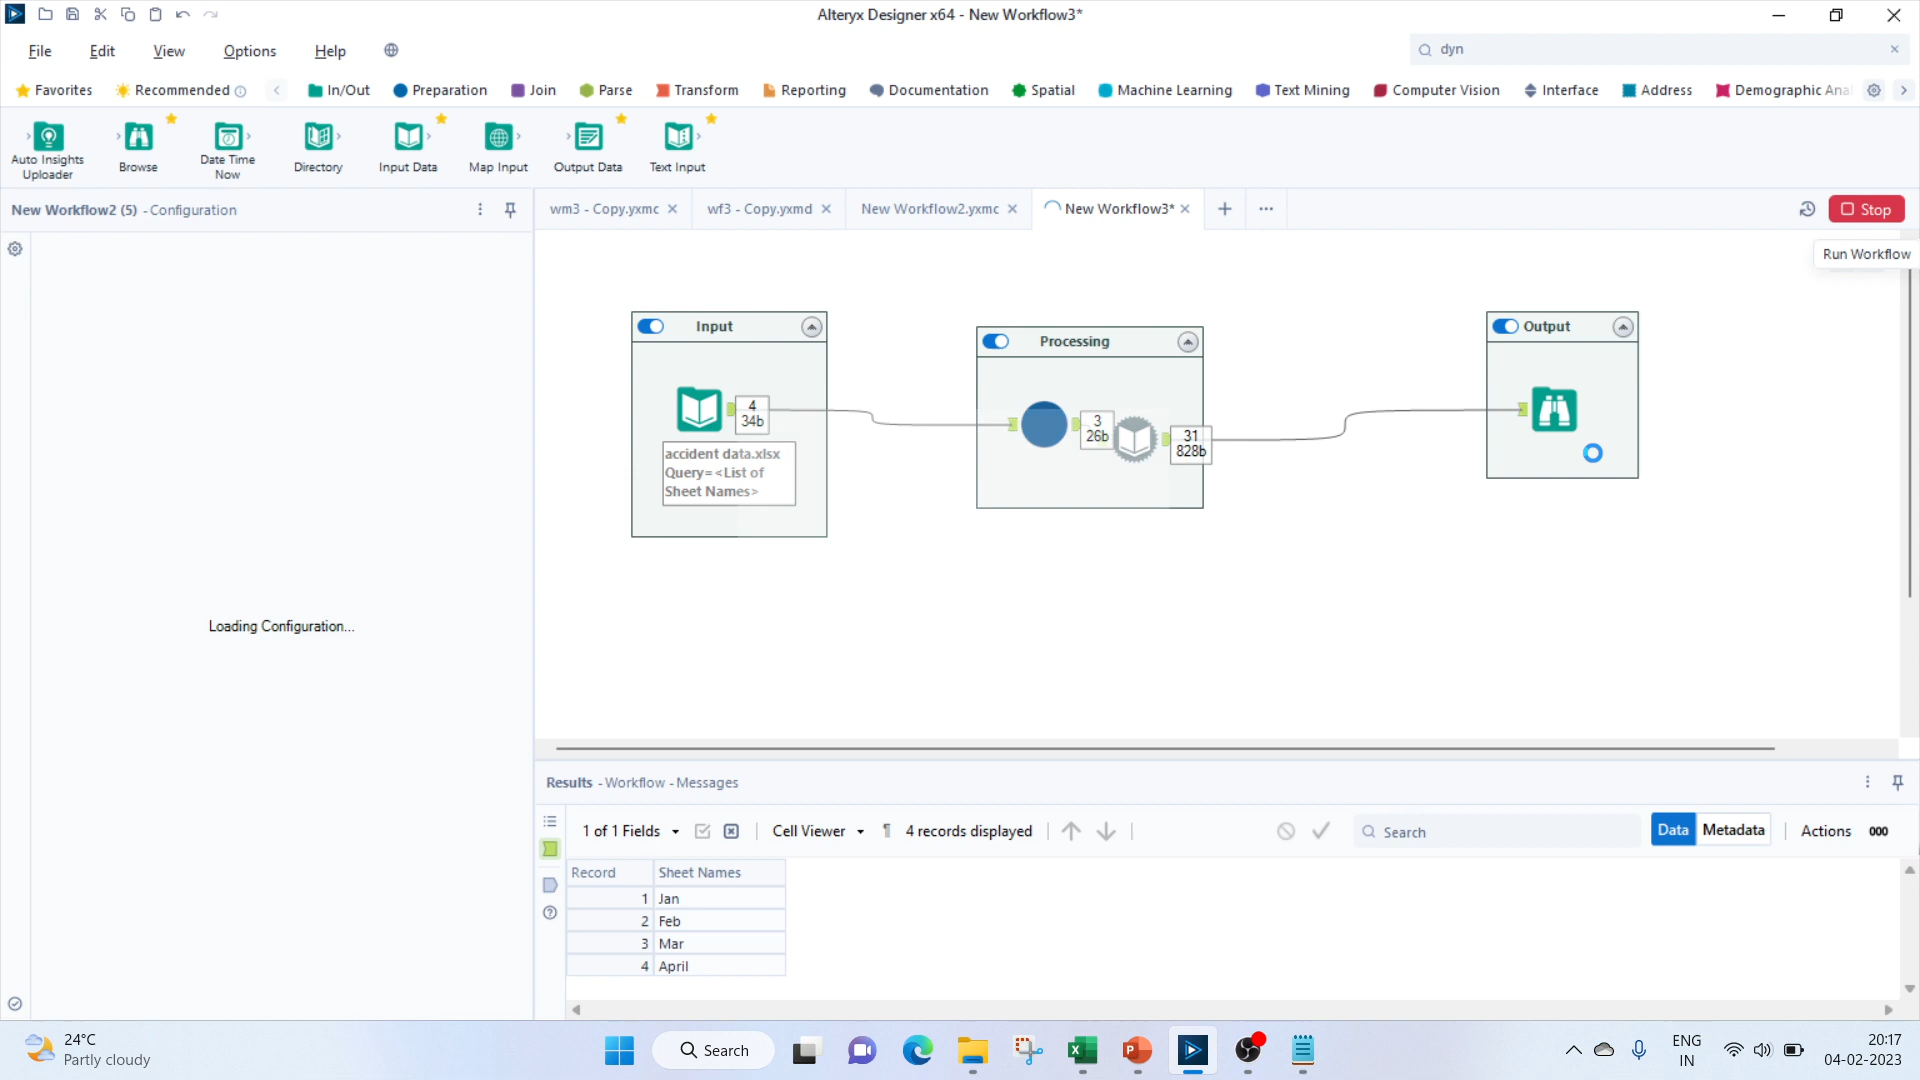 Alteryx Designer x64 - New Workflow3*
File Edit View Options Help
dyn
Favorites Recommended In/Out Preparation Join Parse Transform Reporting Documentation Spatial Machine Learning Text Mining Computer Vision Interface Address Demographic Ana
Auto Insights Uploader
Browse
Date Time Now
Directory
Input Data
Map Input
Output Data
Text Input
New Workflow2 (5) - Configuration
wm3 - Copy.yxmc
wf3 - Copy.yxmd
New Workflow2.yxmc
New Workflow3*
Stop
Run Workflow
Input
4
34b
accident data.xlsx
Query=<List of
Sheet Names>
Processing
3
26b
31
828b
Output
Loading Configuration...
Results - Workflow - Messages
1 of 1 Fields
Cell Viewer
4 records displayed
Search
Data Metadata
Actions
000
Record Sheet Names
1 Jan
2 Feb
3 Mar
4 April
24°C
Partly cloudy
Search
ENG
IN
20:17
04-02-2023